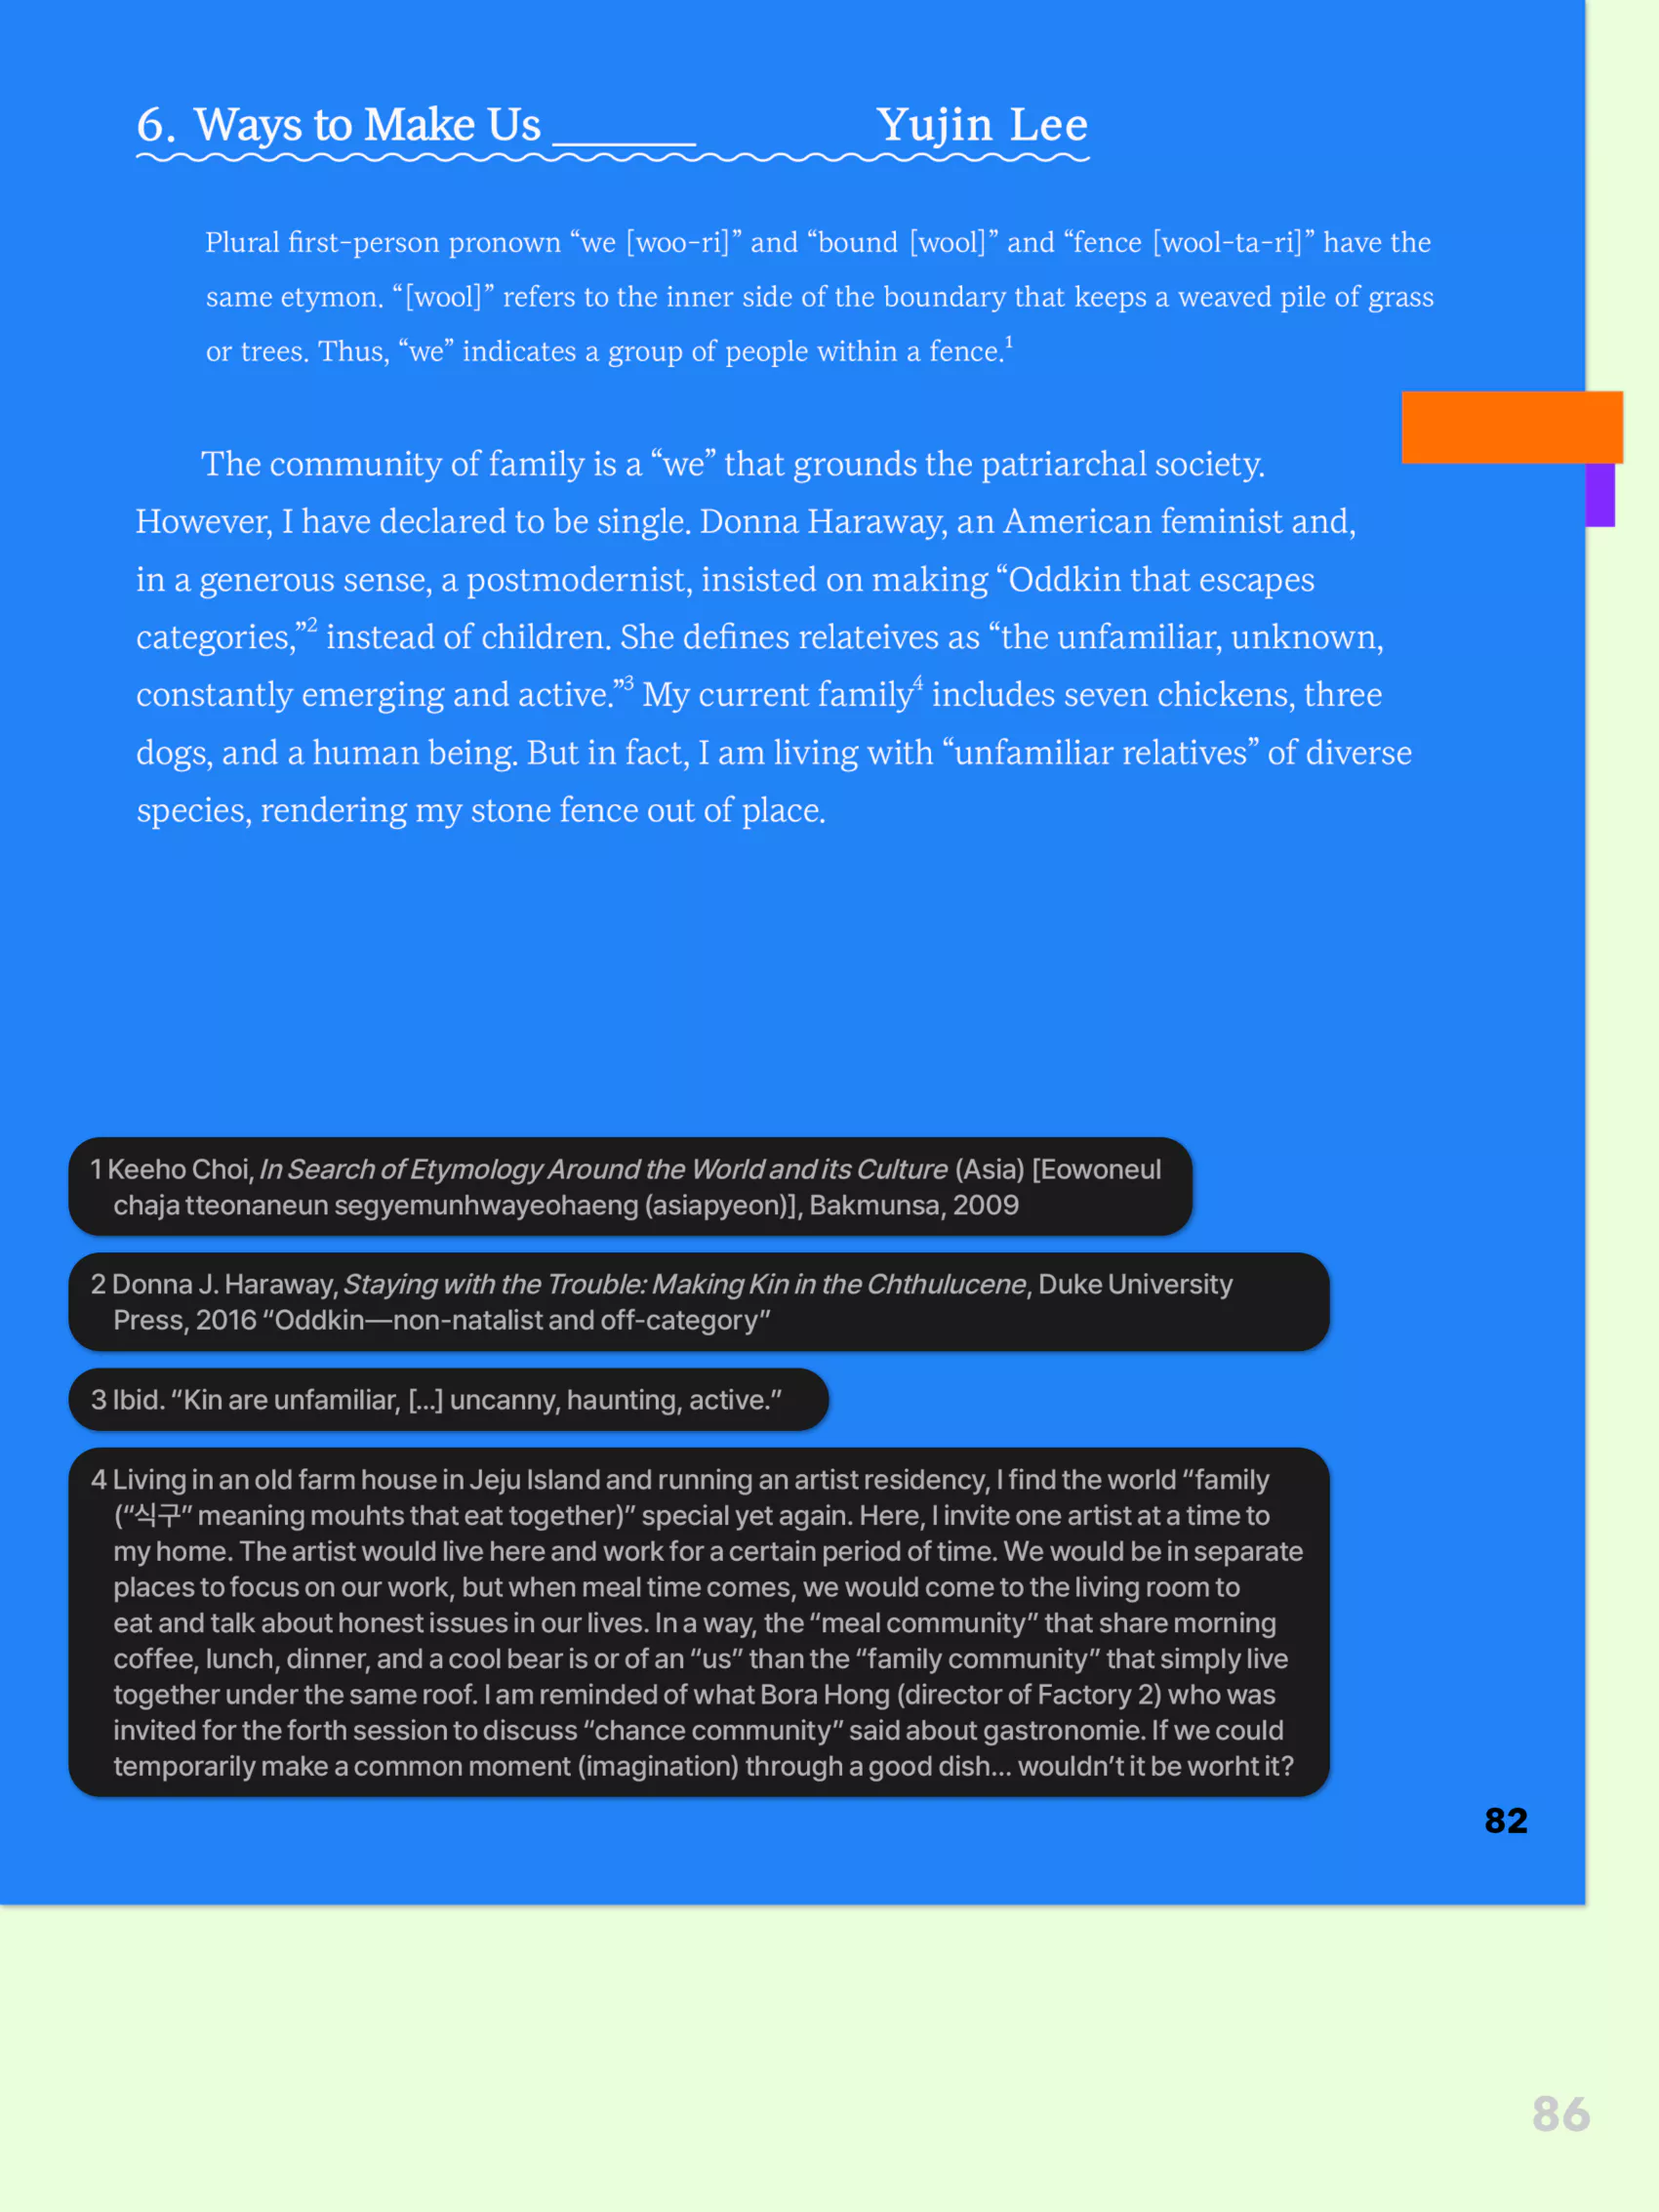 6. Ways to Make Us ______ Yujin Lee
Plural first-person pronown “we [woo-ri]” and “bound [wool]” and “fence [wool-ta-ri]” have the
same etymon. “[wool]” refers to the inner side of the boundary that keeps a weaved pile of grass
or trees. Thus, “we” indicates a group of people within a fence.1
The community of family is a “we” that grounds the patriarchal society.
However, I have declared to be single. Donna Haraway, an American feminist and,
in a generous sense, a postmodernist, insisted on making “Oddkin that escapes
categories,”2 instead of children. She defines relateives as “the unfamiliar, unknown,
constantly emerging and active.”3 My current family4 includes seven chickens, three
dogs, and a human being. But in fact, I am living with “unfamiliar relatives” of diverse
species, rendering my stone fence out of place.
1 Keeho Choi, In Search of Etymology Around the World and its Culture (Asia) [Eowoneul
chaja tteonaneun segyemunhwayeohaeng (asiapyeon)], Bakmunsa, 2009
2 Donna J. Haraway, Staying with the Trouble: Making Kin in the Chthulucene, Duke University
Press, 2016 “Oddkin—non-natalist and off-category”
3 Ibid. “Kin are unfamiliar, [...] uncanny, haunting, active.”
4 Living in an old farm house in Jeju Island and running an artist residency, I find the world “family
(“식구” meaning mouhts that eat together)” special yet again. Here, I invite one artist at a time to
my home. The artist would live here and work for a certain period of time. We would be in separate
places to focus on our work, but when meal time comes, we would come to the living room to
eat and talk about honest issues in our lives. In a way, the “meal community” that share morning
coffee, lunch, dinner, and a cool bear is or of an “us” than the “family community” that simply live
together under the same roof. I am reminded of what Bora Hong (director of Factory 2) who was
invited for the forth session to discuss “chance community” said about gastronomie. If we could
temporarily make a common moment (imagination) through a good dish... wouldn’t it be worht it?
82
86